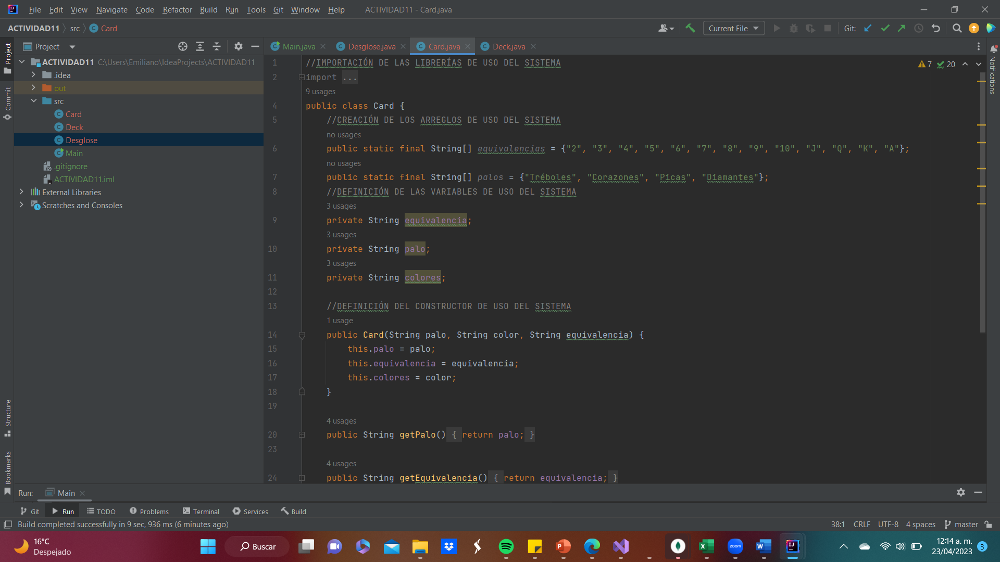 File Edit View Navigate Code Refactor Build Run Tools Git Window Help ACTIVIDAD11 - Card.java
ACTIVIDAD11 src Card
Current File Git:
Project
Main.java Desglose.java Card.java Deck.java
Project
Commit
Structure
Bookmarks
Notifications
ACTIVIDAD11 C:\Users\Emiliano\IdeaProjects\ACTIVIDAD11
.idea
out
src
Card
Deck
Desglose
Main
.gitignore
ACTIVIDAD11.iml
External Libraries
Scratches and Consoles
7 20
1 //IMPORTACIÓN DE LAS LIBRERÍAS DE USO DEL SISTEMA
2 import ...
9 usages
4 public class Card {
5 //CREACIÓN DE LOS ARREGLOS DE USO DEL SISTEMA
no usages
6 public static final String[] equivalencias = {"2", "3", "4", "5", "6", "7", "8", "9", "10", "J", "Q", "K", "A"};
no usages
7 public static final String[] palos = {"Tréboles", "Corazones", "Picas", "Diamantes"};
8 //DEFINICIÓN DE LAS VARIABLES DE USO DEL SISTEMA
3 usages
9 private String equivalencia;
3 usages
10 private String palo;
3 usages
11 private String colores;
12
13 //DEFINICIÓN DEL CONSTRUCTOR DE USO DEL SISTEMA
1 usage
14 public Card(String palo, String color, String equivalencia) {
15 this.palo = palo;
16 this.equivalencia = equivalencia;
17 this.colores = color;
18 }
19
4 usages
20 public String getPalo() { return palo; }
23
4 usages
24 public String getEquivalencia() { return equivalencia; }
Run: Main
Git Run TODO Problems Terminal Services Build
Build completed successfully in 9 sec, 936 ms (6 minutes ago)
38:1 CRLF UTF-8 4 spaces master
16°C
Despejado
Buscar
zoom
12:14 a. m.
23/04/2023
3